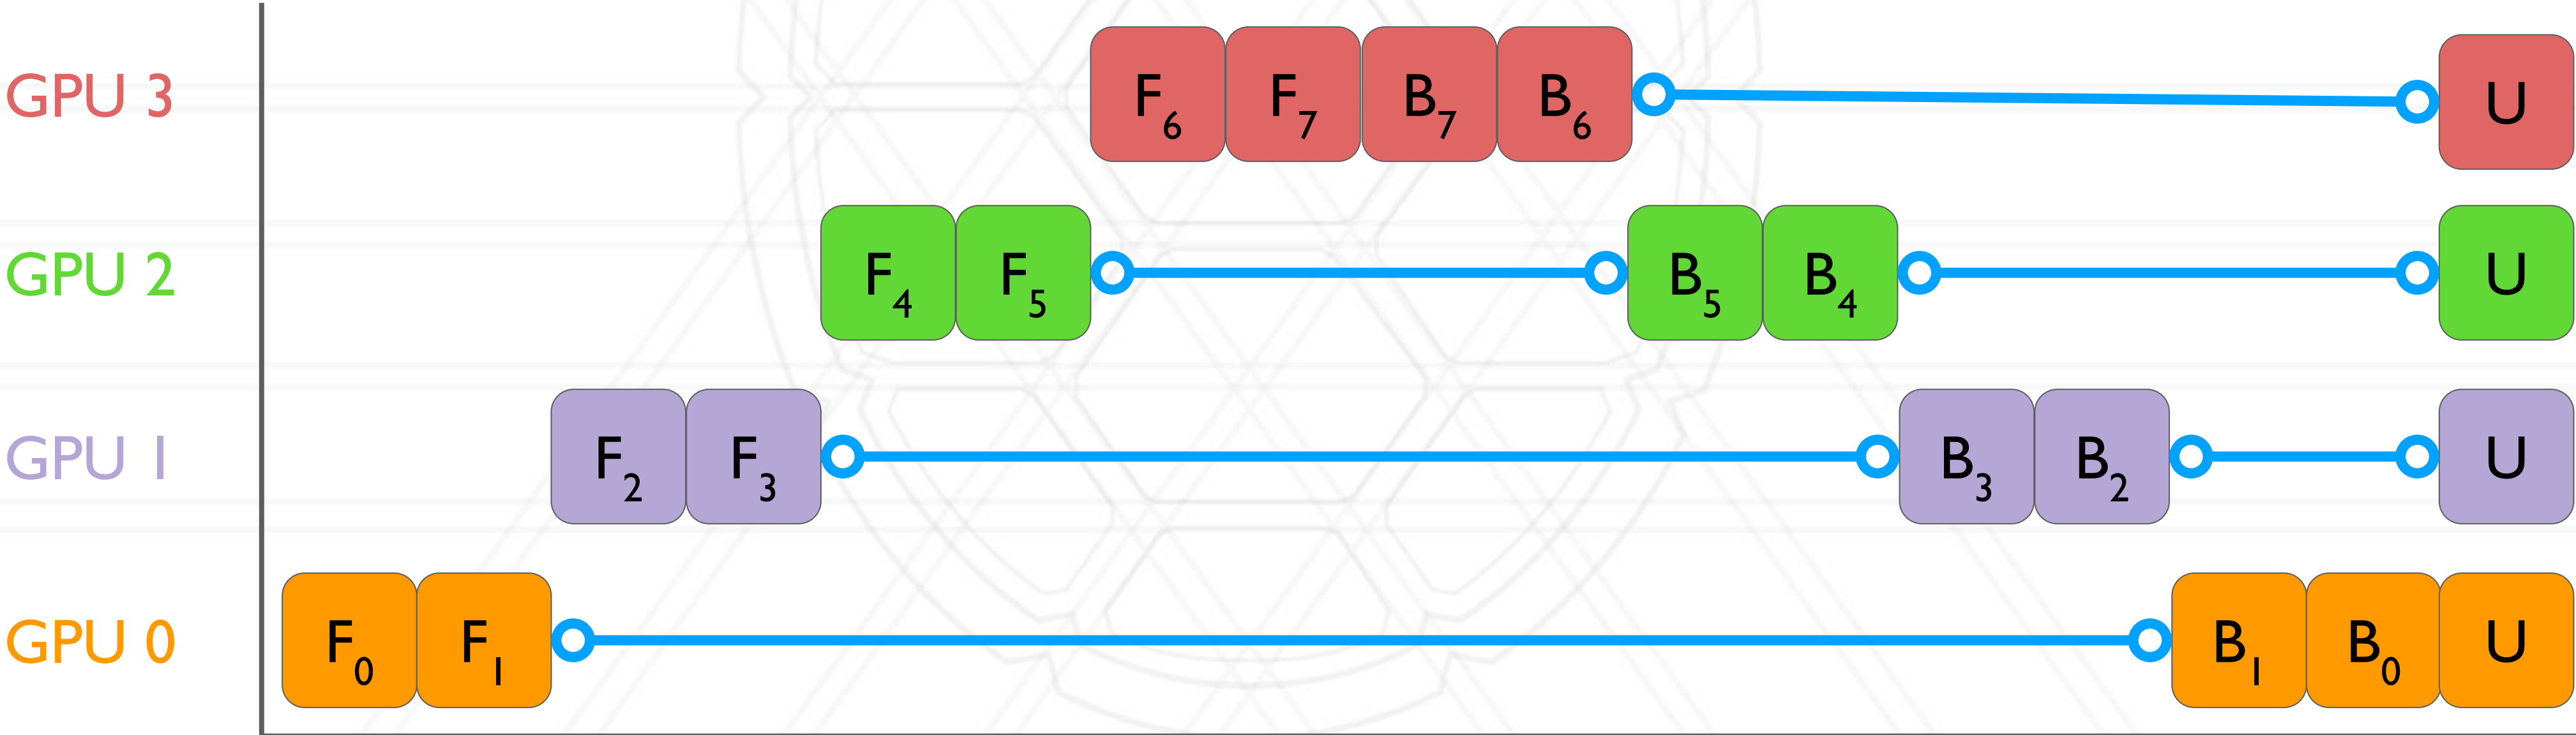 GPU 3 F6 F7 B7 B6 U
GPU 2 F4 F5 B5 B4 U
GPU 1 F2 F3 B3 B2 U
GPU 0 F0 F1 B1 B0 U